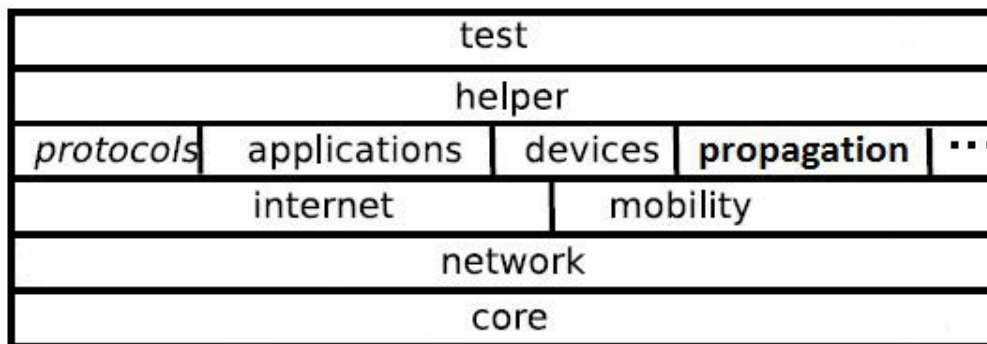 test
helper
protocols applications devices propagation ...
internet mobility
network
core